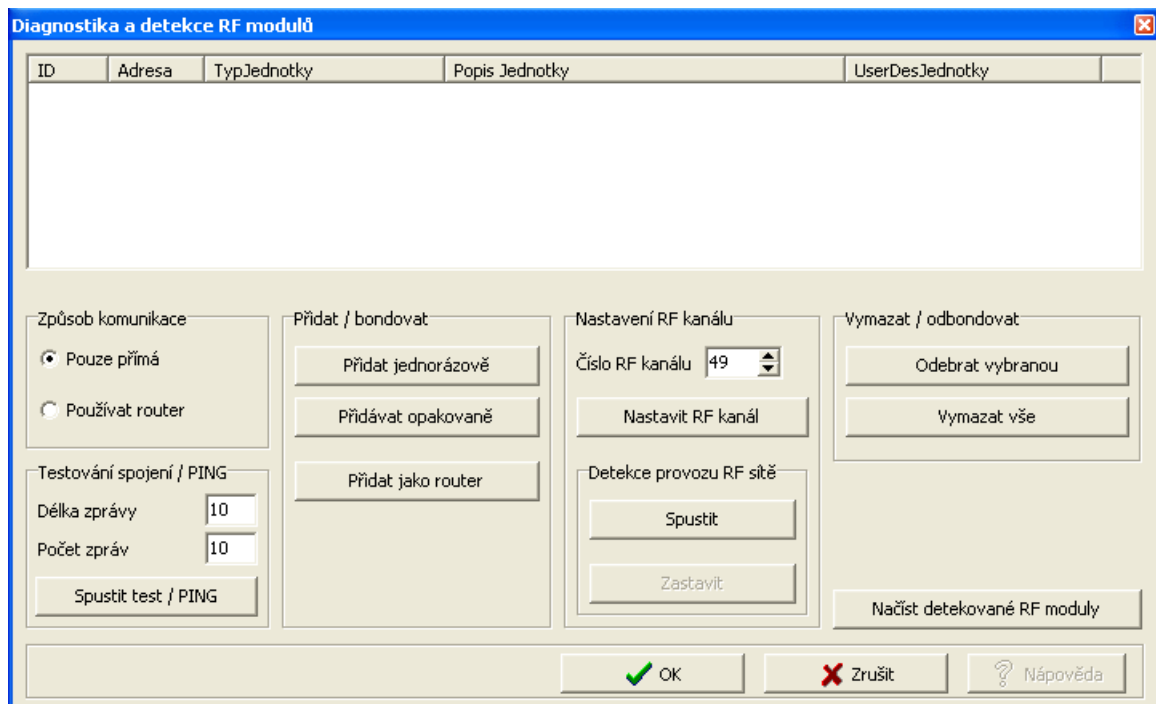 Diagnostika a detekce RF modulů
ID Adresa TypJednotky Popis Jednotky UserDesJednotky
Způsob komunikace
Pouze přímá
Používat router
Testování spojení / PING
Délka zprávy 10
Počet zpráv 10
Spustit test / PING
Přidat / bondovat
Přidat jednorázově
Přidávat opakovaně
Přidat jako router
Nastavení RF kanálu
Číslo RF kanálu 49
Nastavit RF kanál
Detekce provozu RF sítě
Spustit
Zastavit
Vymazat / odbondovat
Odebrat vybranou
Vymazat vše
Načíst detekované RF moduly
OK Zrušit Nápověda